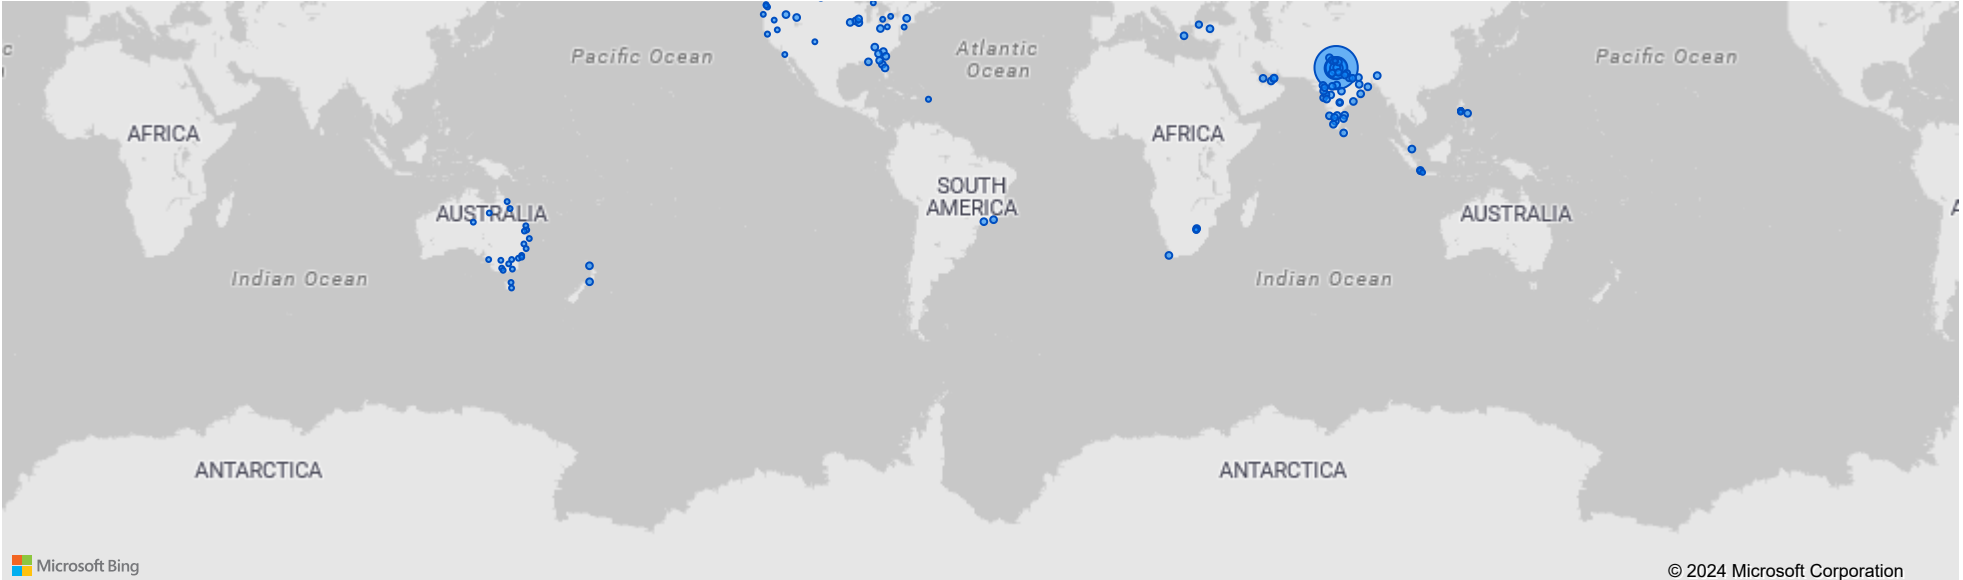 Pacific Ocean
Atlantic
Ocean
Pacific Ocean
AFRICA
AFRICA
SOUTH
AMERICA
AUSTRALIA
AUSTRALIA
Indian Ocean
Indian Ocean
ANTARCTICA
ANTARCTICA
Microsoft Bing
© 2024 Microsoft Corporation